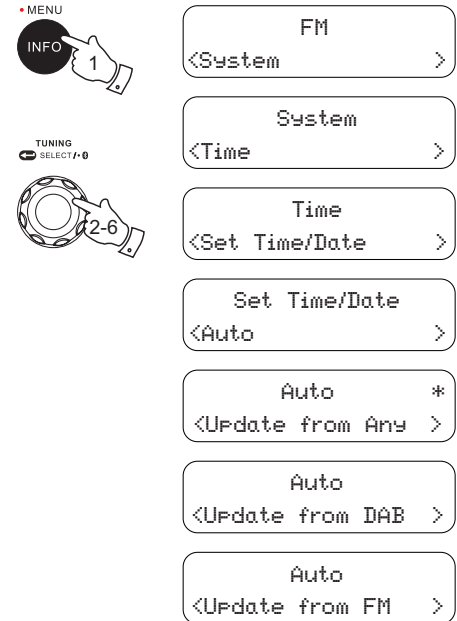 • MENU
INFO
1
TUNING
SELECT/•
2-6
FM
<System >
System
<Time >
Time
<Set Time/Date >
Set Time/Date
<Auto >
Auto *
<Update from Any >
Auto
<Update from DAB >
Auto
<Update from FM >